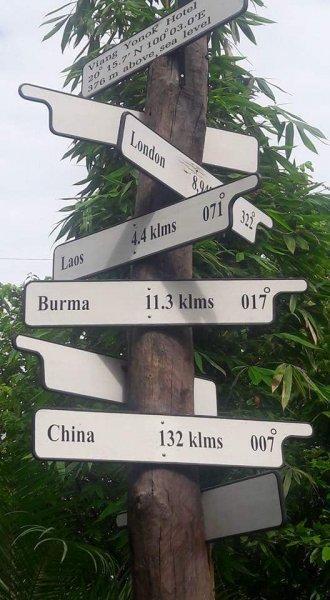 Viang Yonok Hotel
20° 15.7' N 100° 03.0'E
376 m above sea level
London 322°
Laos 4.4 klms 071°
Burma 11.3 klms 017°
China 132 klms 007°